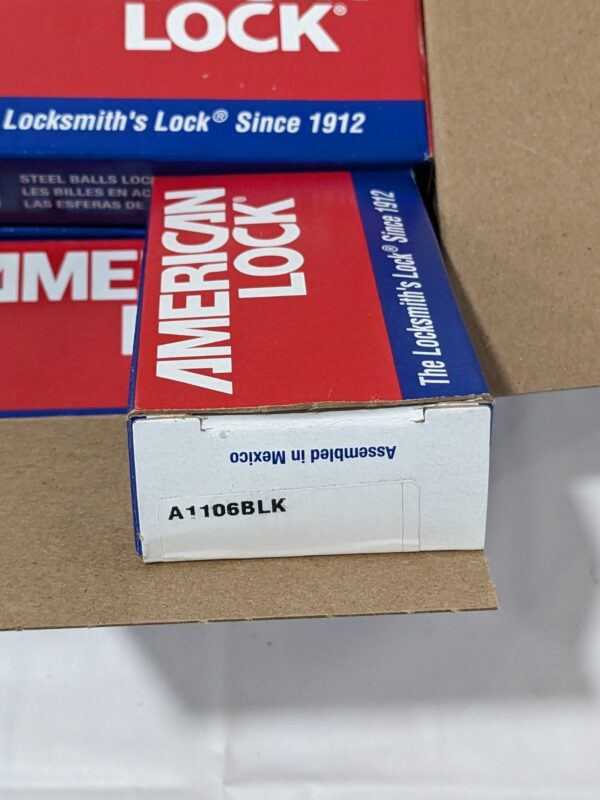 LOCK®
Locksmith's Lock® Since 1912
STEEL BALLS LOC
LES BILLES EN AC
LAS ESFERAS DE
AME
L
AMERICAN
LOCK®
The Locksmith's Lock® Since 1912
Assembled in Mexico
A1106BLK